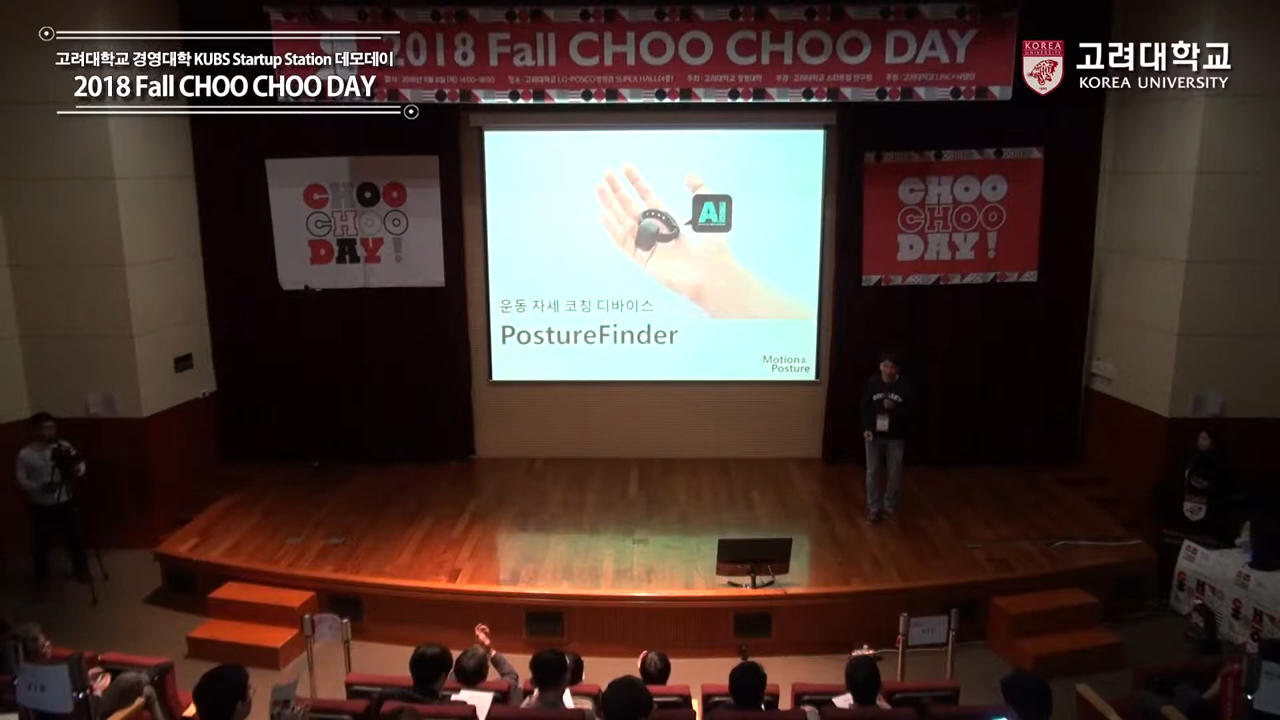 고려대학교 경영대학 KUBS Startup Station 데모데이
2018 Fall CHOO CHOO DAY
KOREA
고려대학교
KOREA UNIVERSITY
2018 Fall CHOO CHOO DAY
CHOO
CHOO
DAY!
AI
운동 자세 코칭 디바이스
PostureFinder
Motion&
Posture
CHOO
CHOO
DAY!